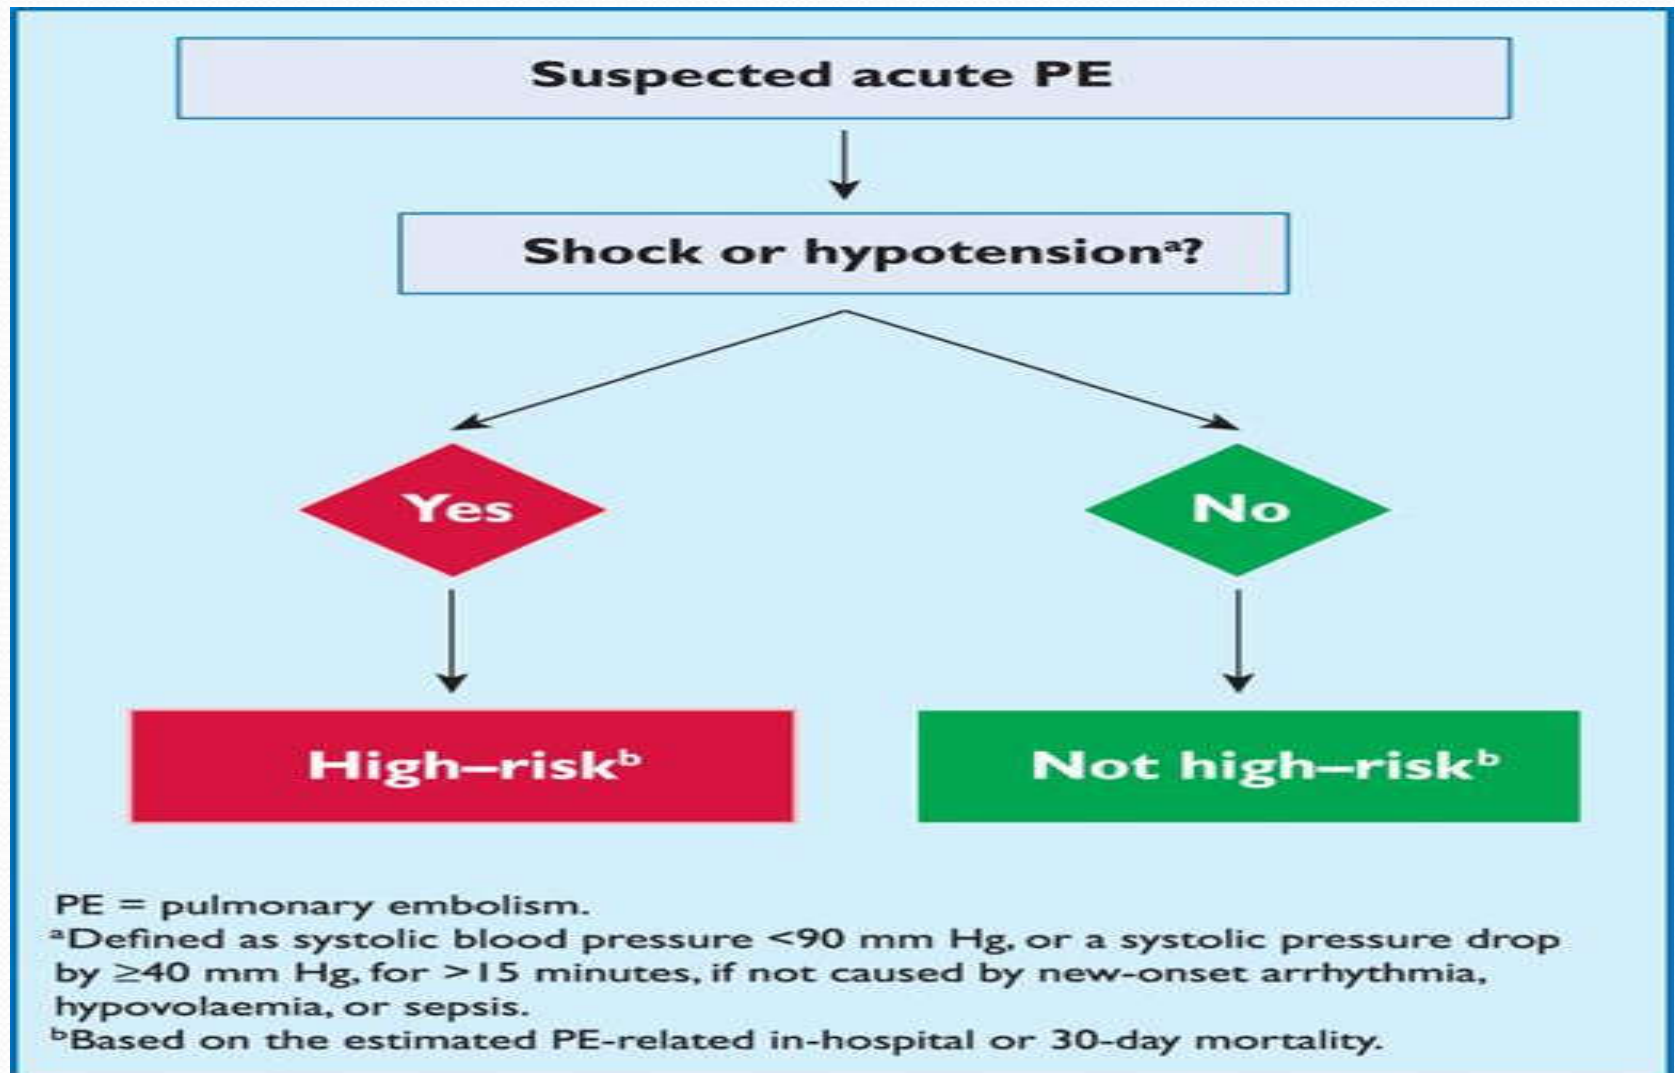 Suspected acute PE
Shock or hypotensionᵃ?
Yes
No
High–riskᵇ
Not high–riskᵇ
PE = pulmonary embolism.
ᵃDefined as systolic blood pressure <90 mm Hg, or a systolic pressure drop
by ≥40 mm Hg, for >15 minutes, if not caused by new-onset arrhythmia,
hypovolaemia, or sepsis.
ᵇBased on the estimated PE-related in-hospital or 30-day mortality.